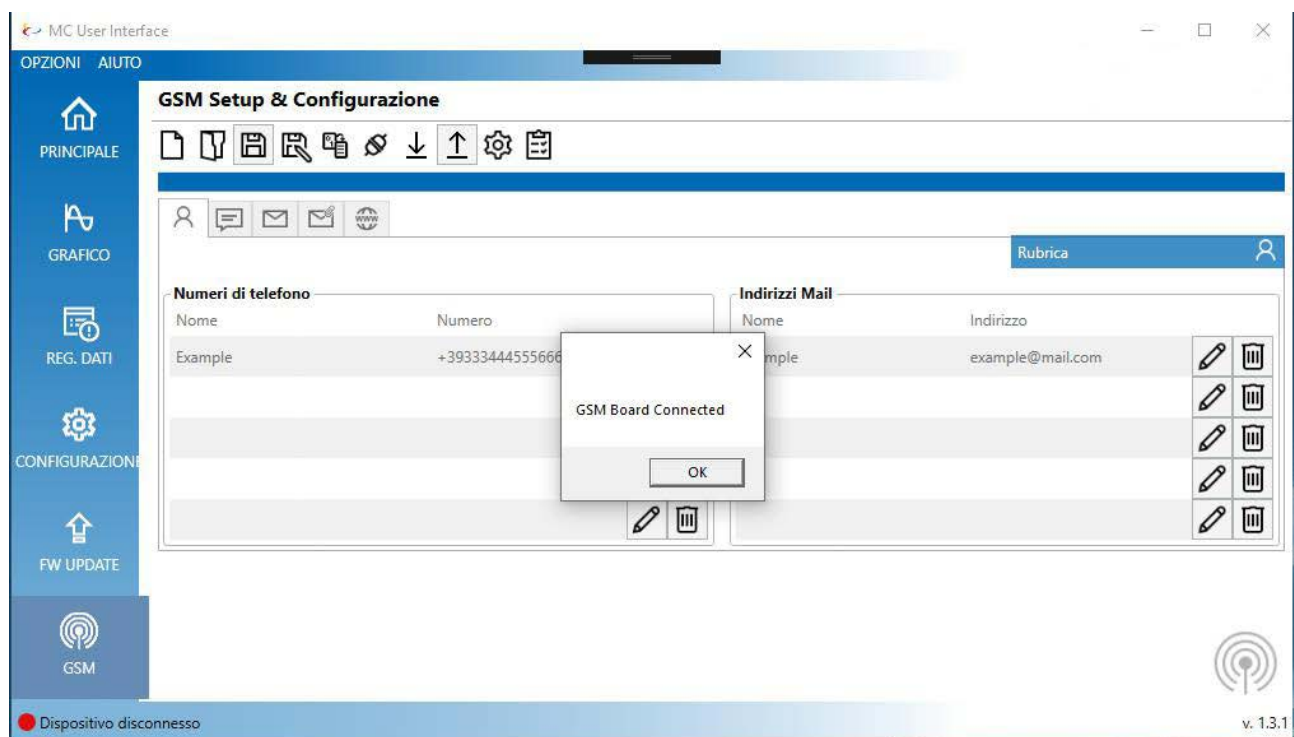 MC User Interface
OPZIONI AIUTO
GSM Setup & Configurazione
PRINCIPALE
GRAFICO
REG. DATI
CONFIGURAZIONE
FW UPDATE
GSM
www
Rubrica
Numeri di telefono
Nome Numero
Example +39333444555666
Indirizzi Mail
Nome Indirizzo
mple example@mail.com
GSM Board Connected
OK
Dispositivo disconnesso
v. 1.3.1